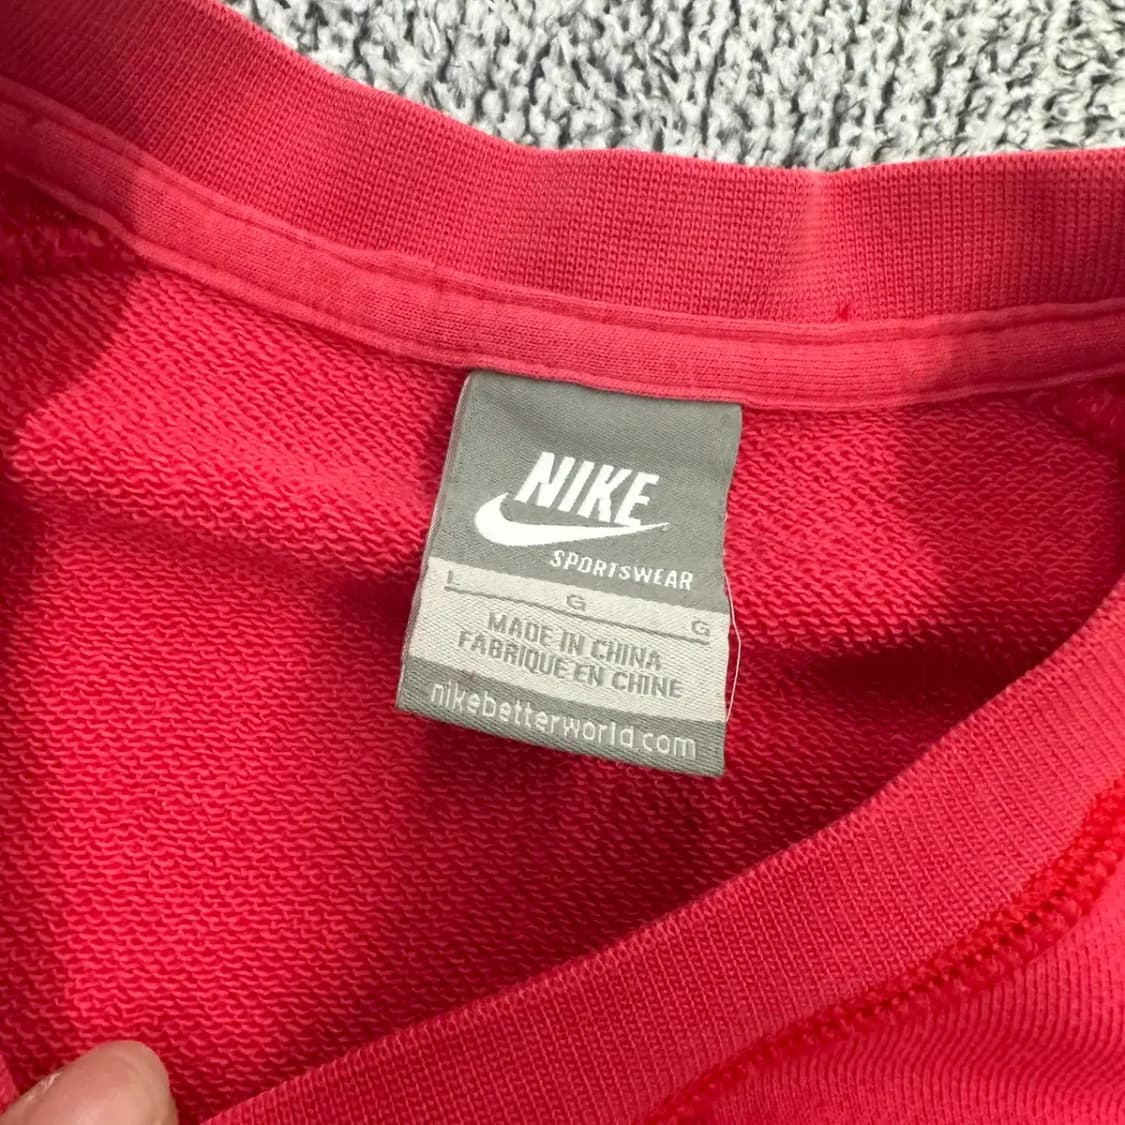 NIKE
SPORTSWEAR
L G G
MADE IN CHINA
FABRIQUE EN CHINE
nikebetterworld.com